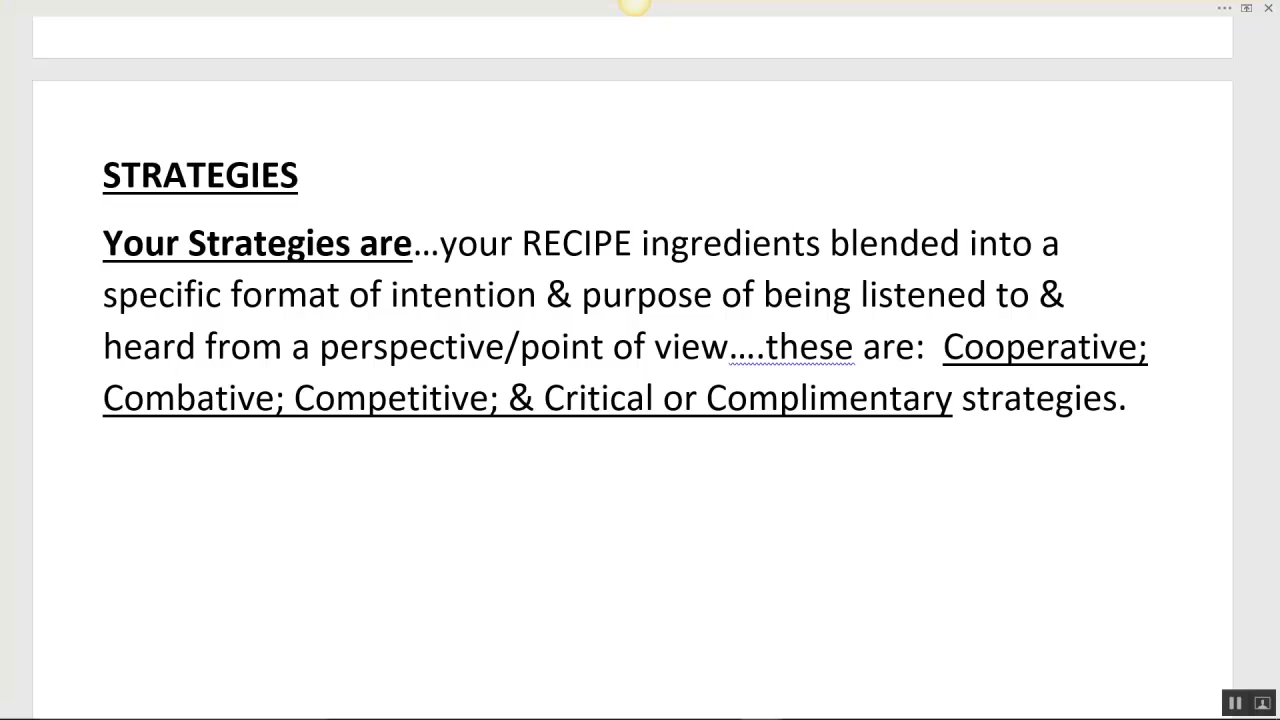 STRATEGIES
Your Strategies are...your RECIPE ingredients blended into a
specific format of intention & purpose of being listened to &
heard from a perspective/point of view....these are:  Cooperative;
Combative; Competitive; & Critical or Complimentary strategies.